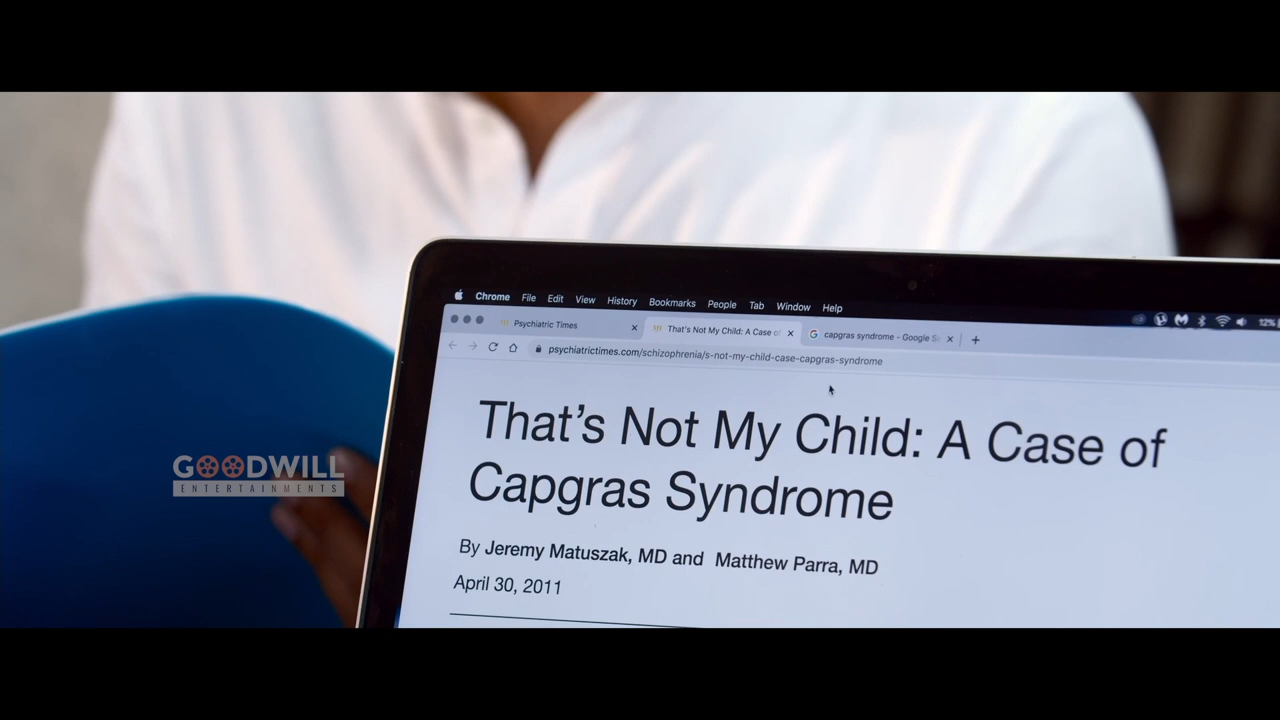 Chrome File Edit View History Bookmarks People Tab Window Help 12%
Psychiatric Times That's Not My Child: A Case of capgras syndrome - Google S
psychiatrictimes.com/schizophrenia/s-not-my-child-case-capgras-syndrome
That's Not My Child: A Case of
Capgras Syndrome
By Jeremy Matuszak, MD and Matthew Parra, MD
April 30, 2011
GOODWILL
ENTERTAINMENTS